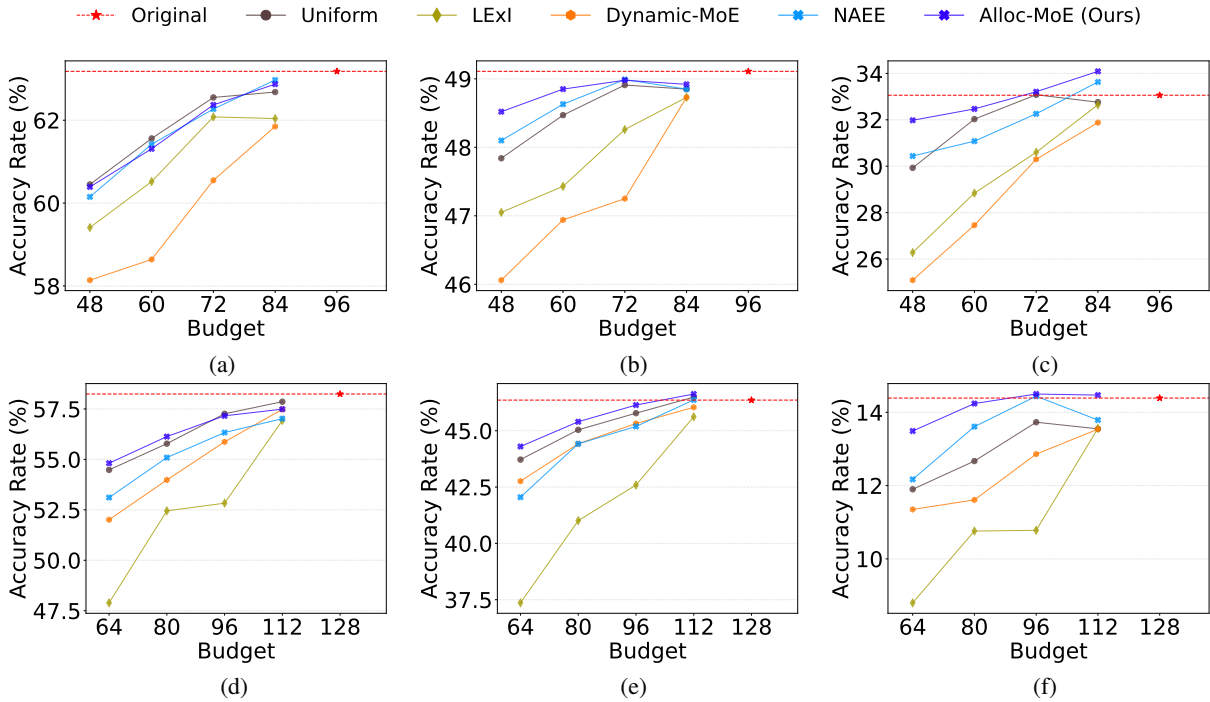 Original Uniform LExI Dynamic-MoE NAEE Alloc-MoE (Ours)
Accuracy Rate (%)
62
60
58
48 60 72 84 96
Budget
(a)
Accuracy Rate (%)
49
48
47
46
48 60 72 84 96
Budget
(b)
Accuracy Rate (%)
34
32
30
28
26
48 60 72 84 96
Budget
(c)
Accuracy Rate (%)
57.5
55.0
52.5
50.0
47.5
64 80 96 112 128
Budget
(d)
Accuracy Rate (%)
45.0
42.5
40.0
37.5
64 80 96 112 128
Budget
(e)
Accuracy Rate (%)
14
12
10
64 80 96 112 128
Budget
(f)